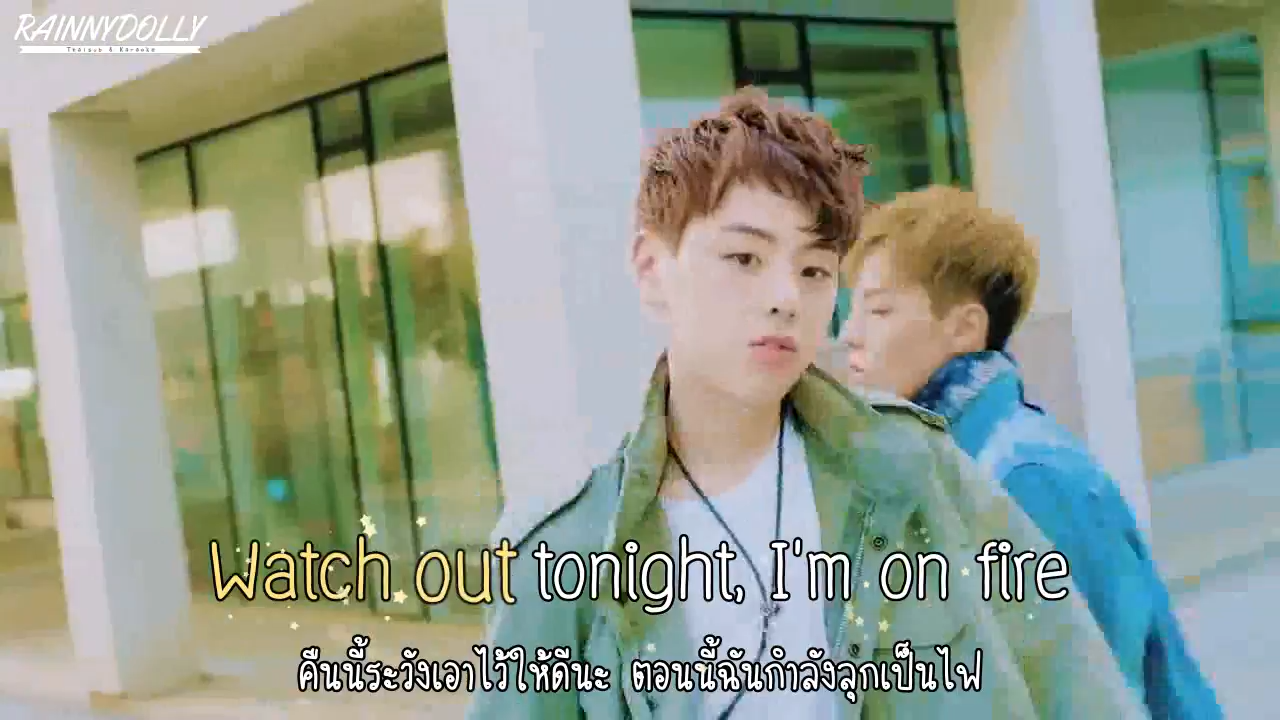 RAINNYDOLLY
Thaisub & Karaoke
Watch out tonight, I'm on fire
คืนนี้ระวังเอาไว้ให้ดีนะ ตอนนี้ฉันกำลังลุกเป็นไฟ